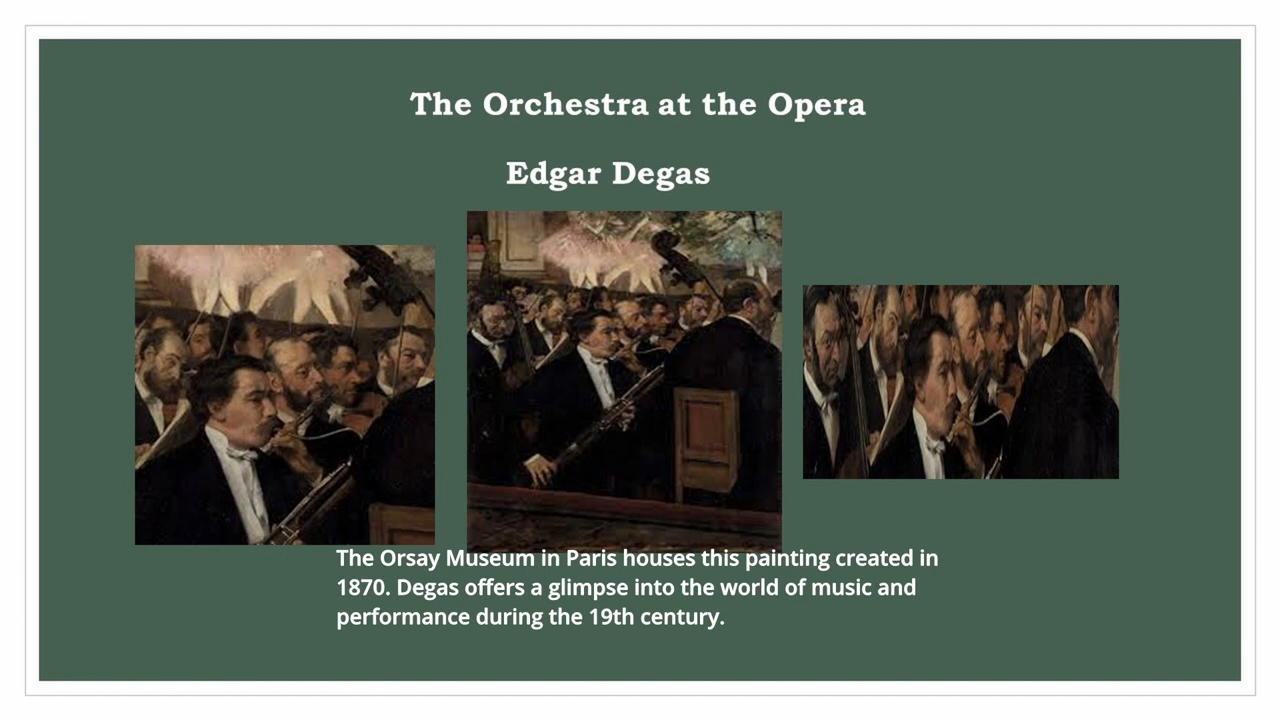 The Orchestra at the Opera
Edgar Degas
The Orsay Museum in Paris houses this painting created in
1870. Degas offers a glimpse into the world of music and
performance during the 19th century.